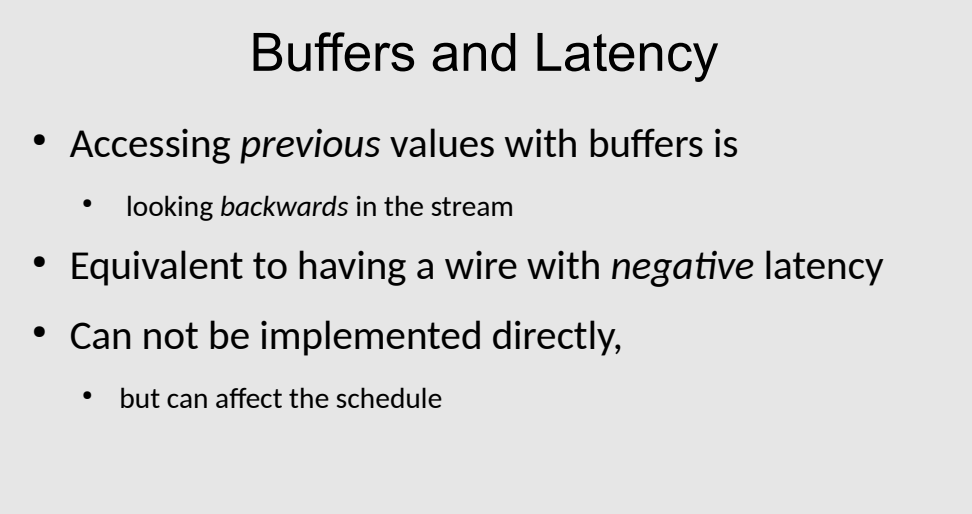 Buffers and Latency
• Accessing previous values with buffers is
• looking backwards in the stream
• Equivalent to having a wire with negative latency
• Can not be implemented directly,
• but can affect the schedule